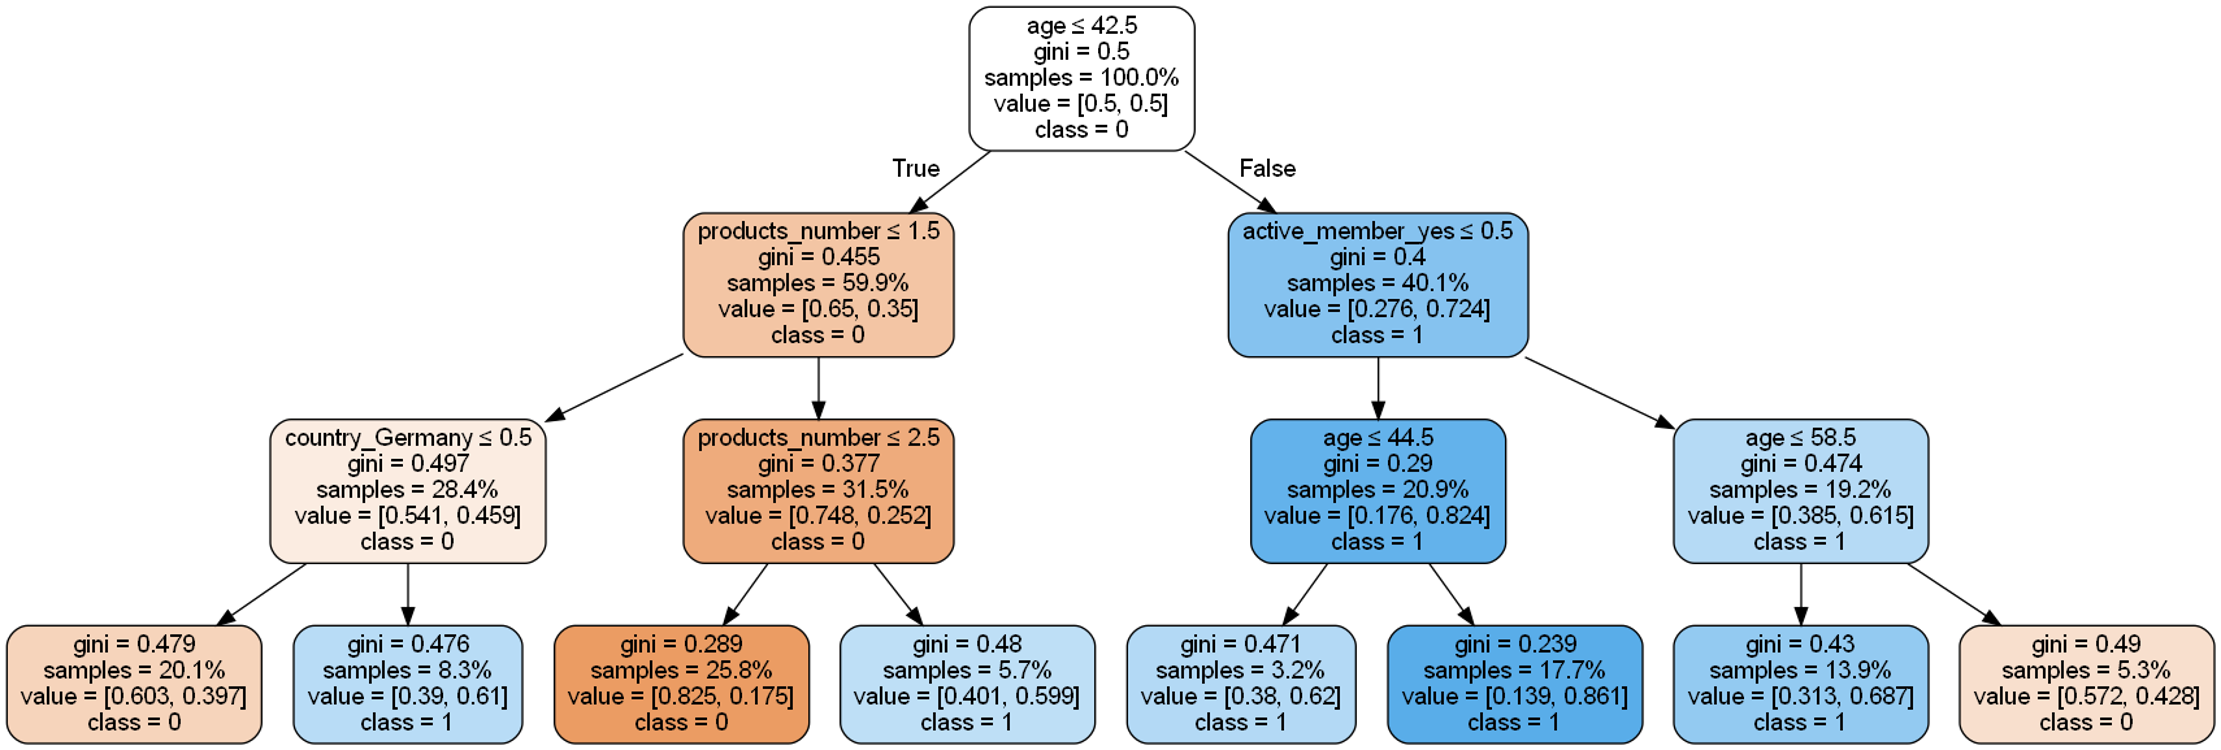 age ≤ 42.5
gini = 0.5
samples = 100.0%
value = [0.5, 0.5]
class = 0
True
False
products_number ≤ 1.5
gini = 0.455
samples = 59.9%
value = [0.65, 0.35]
class = 0
active_member_yes ≤ 0.5
gini = 0.4
samples = 40.1%
value = [0.276, 0.724]
class = 1
country_Germany ≤ 0.5
gini = 0.497
samples = 28.4%
value = [0.541, 0.459]
class = 0
products_number ≤ 2.5
gini = 0.377
samples = 31.5%
value = [0.748, 0.252]
class = 0
age ≤ 44.5
gini = 0.29
samples = 20.9%
value = [0.176, 0.824]
class = 1
age ≤ 58.5
gini = 0.474
samples = 19.2%
value = [0.385, 0.615]
class = 1
gini = 0.479
samples = 20.1%
value = [0.603, 0.397]
class = 0
gini = 0.476
samples = 8.3%
value = [0.39, 0.61]
class = 1
gini = 0.289
samples = 25.8%
value = [0.825, 0.175]
class = 0
gini = 0.48
samples = 5.7%
value = [0.401, 0.599]
class = 1
gini = 0.471
samples = 3.2%
value = [0.38, 0.62]
class = 1
gini = 0.239
samples = 17.7%
value = [0.139, 0.861]
class = 1
gini = 0.43
samples = 13.9%
value = [0.313, 0.687]
class = 1
gini = 0.49
samples = 5.3%
value = [0.572, 0.428]
class = 0